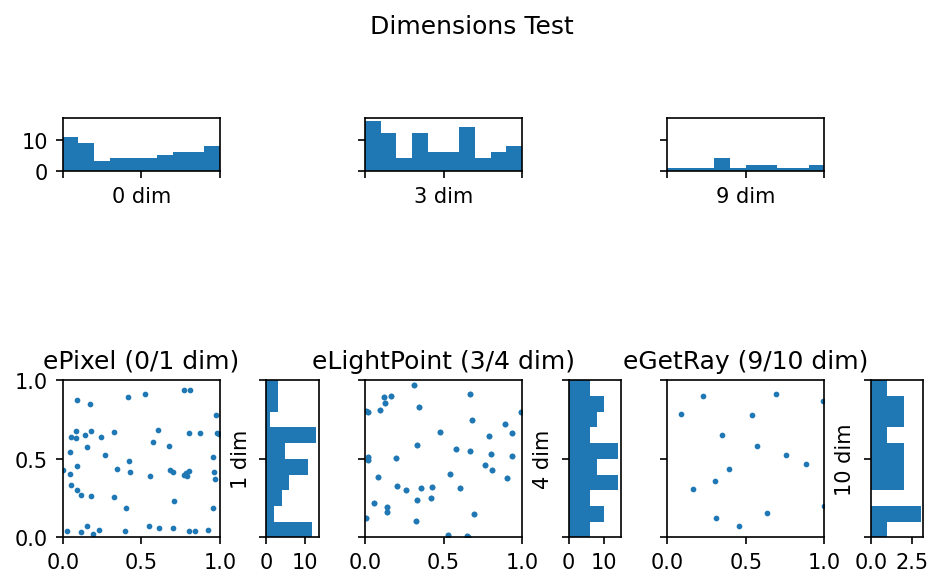 Dimensions Test
10
0
0 dim
3 dim
9 dim
ePixel (0/1 dim)
eLightPoint (3/4 dim)
eGetRay (9/10 dim)
1.0
0.5
0.0
1 dim
4 dim
10 dim
0.0 0.5 1.0
0 10
0.0 0.5 1.0
0 10
0.0 0.5 1.0
0.0 2.5